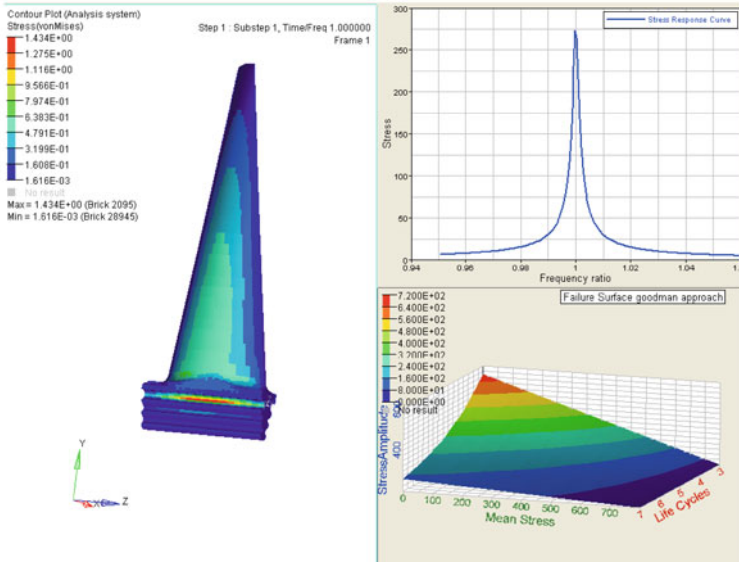 Contour Plot (Analysis system)
Stress(vonMises)
1.434E+00
1.275E+00
1.116E+00
9.566E-01
7.974E-01
6.383E-01
4.791E-01
3.199E-01
1.608E-01
1.616E-03
No result
Max = 1.434E+00 (Brick 2095)
Min = 1.616E-03 (Brick 28945)
Step 1 : Substep 1, Time/Freq 1.000000
Frame 1
Y
X
Z
Stress Response Curve
Stress
300
250
200
150
100
50
0
0.94
0.96
0.98
1
1.02
1.04
1.0
Frequency ratio
Failure Surface goodman approach
7.200E+02
6.400E+02
5.600E+02
4.800E+02
4.000E+02
3.200E+02
2.400E+02
1.600E+02
8.000E+01
0.000E+00
No result
StressAmplitude
600
400
0
100
200
300
400
500
600
700
Mean Stress
7
6
5
4
3
Life Cycles